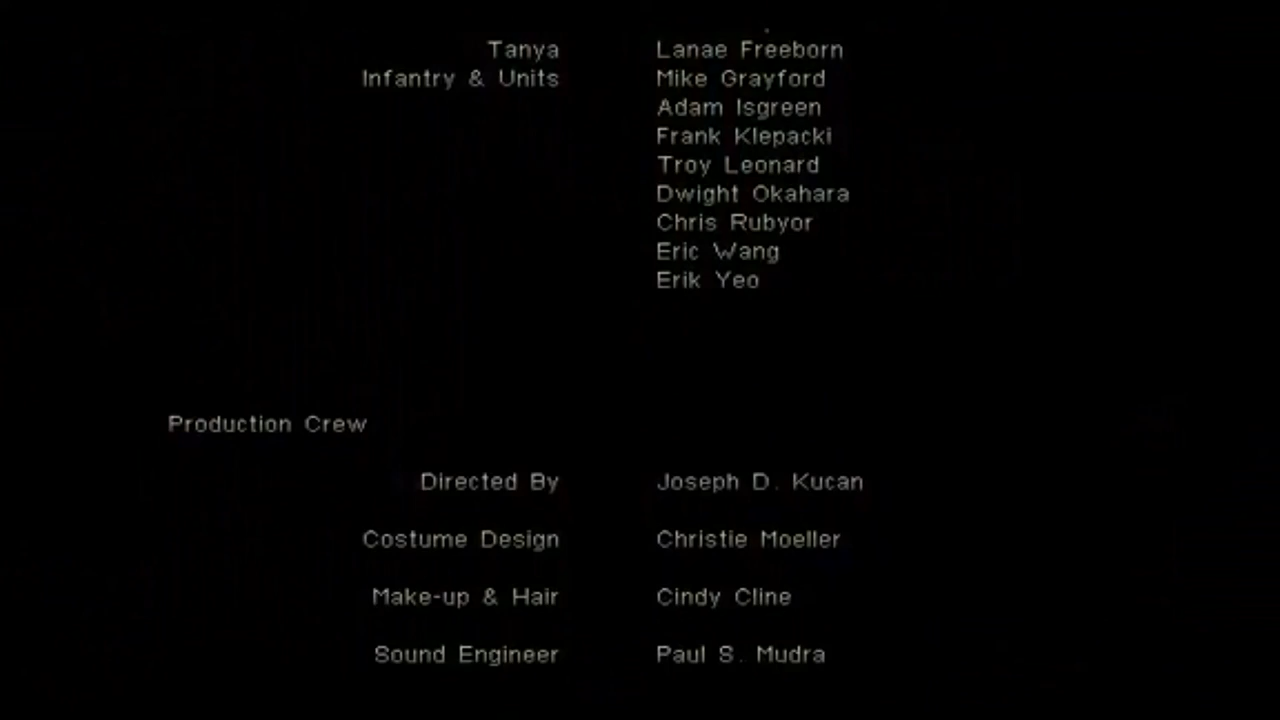 Tanya Lanae Freeborn
Infantry & Units Mike Grayford
Adam Isgreen
Frank Klepacki
Troy Leonard
Dwight Okahara
Chris Rubyor
Eric Wang
Erik Yeo
Production Crew
Directed By Joseph D. Kucan
Costume Design Christie Moeller
Make-up & Hair Cindy Cline
Sound Engineer Paul S. Mudra